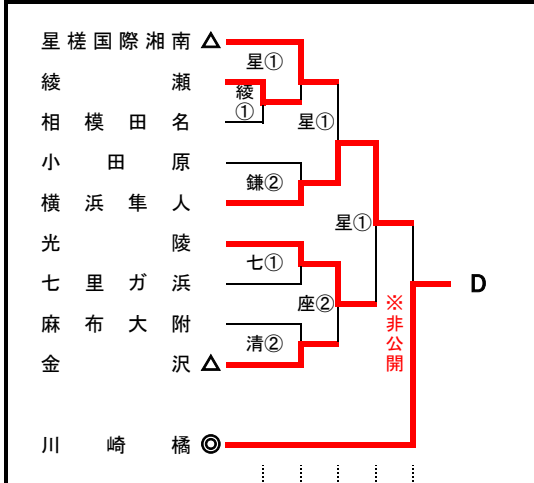 星槎国際湘南 △
星①
綾瀬
綾①
相模田名
星①
小田原
鎌②
横浜隼人
星①
光陵
七①
七里ガ浜
D
座②
※非公開
麻布大附
清②
金沢 △
川崎橘 ◎